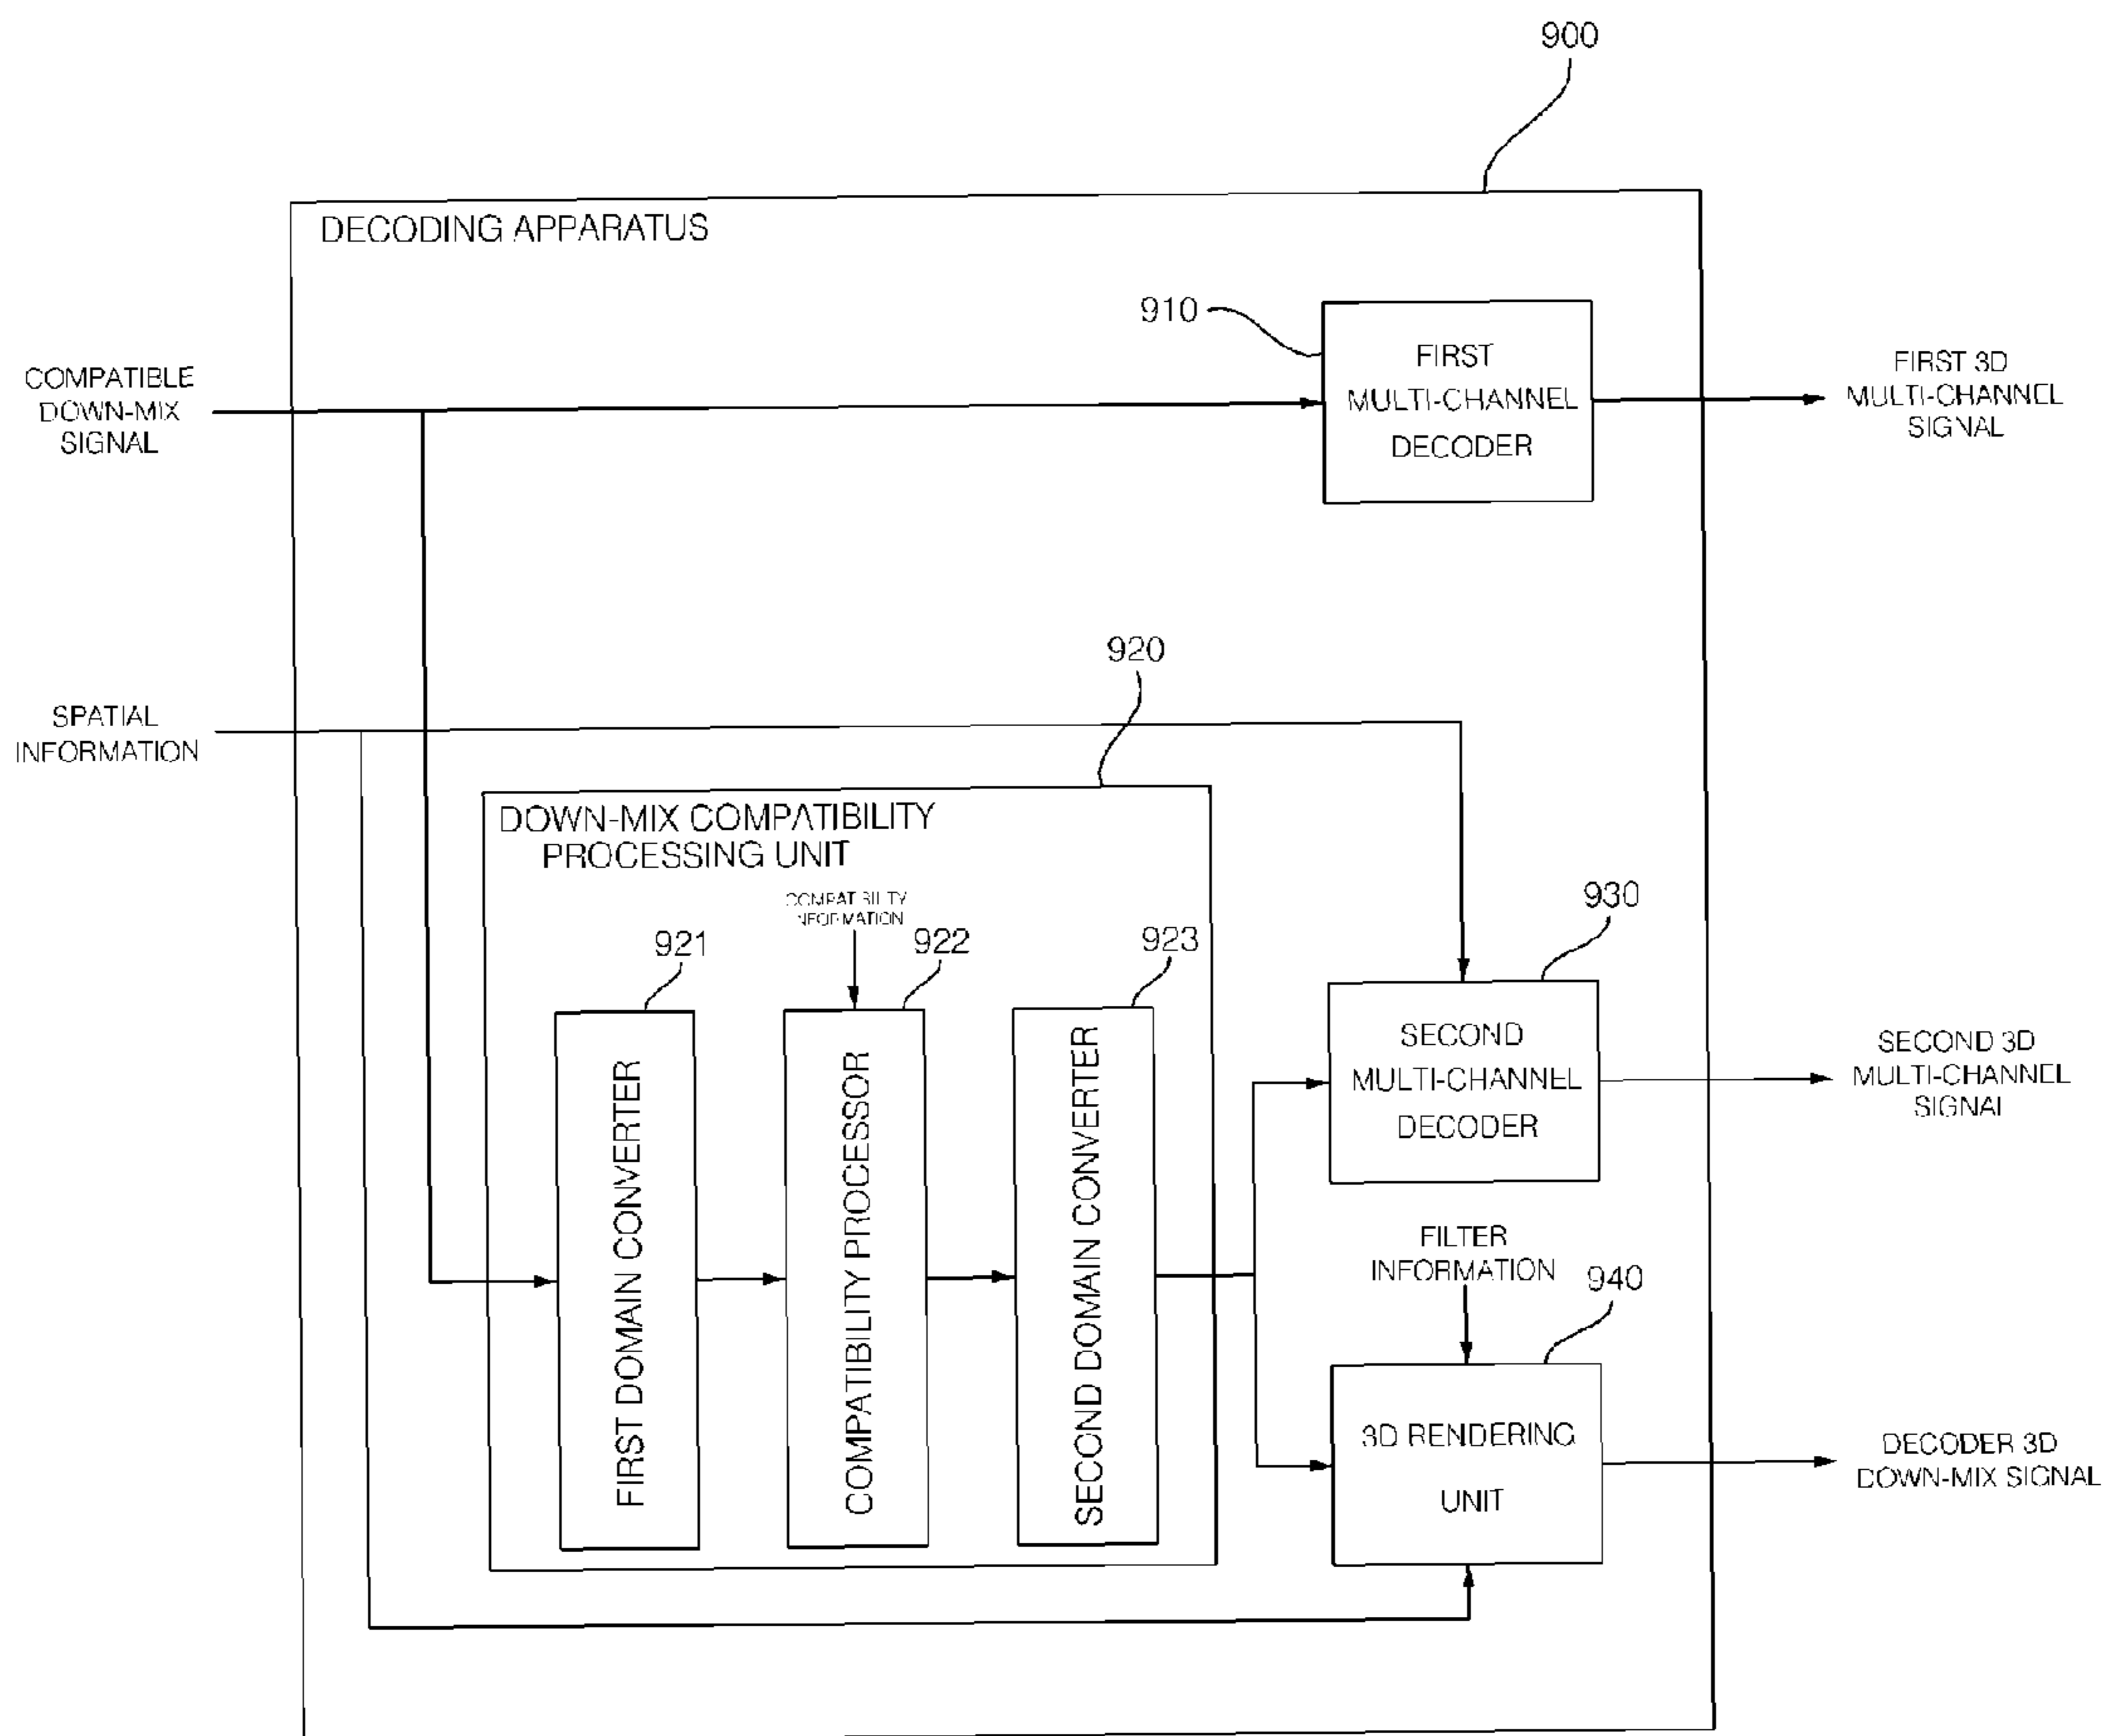 900
DECODING APPARATUS
910
FIRST
MULTI-CHANNEL
DECODER
COMPATIBLE
DOWN-MIX
SIGNAL
FIRST 3D
MULTI-CHANNEL
SIGNAL
920
SPATIAL
INFORMATION
DOWN-MIX COMPATIBILITY
PROCESSING UNIT
COMPATIBILITY
INFORMATION
921
922
923
930
FIRST DOMAIN CONVERTER
COMPATIBILITY PROCESSOR
SECOND DOMAIN CONVERTER
SECOND
MULTI-CHANNEL
DECODER
SECOND 3D
MULTI-CHANNEL
SIGNAL
FILTER
INFORMATION
940
3D RENDERING
UNIT
DECODER 3D
DOWN-MIX SIGNAL